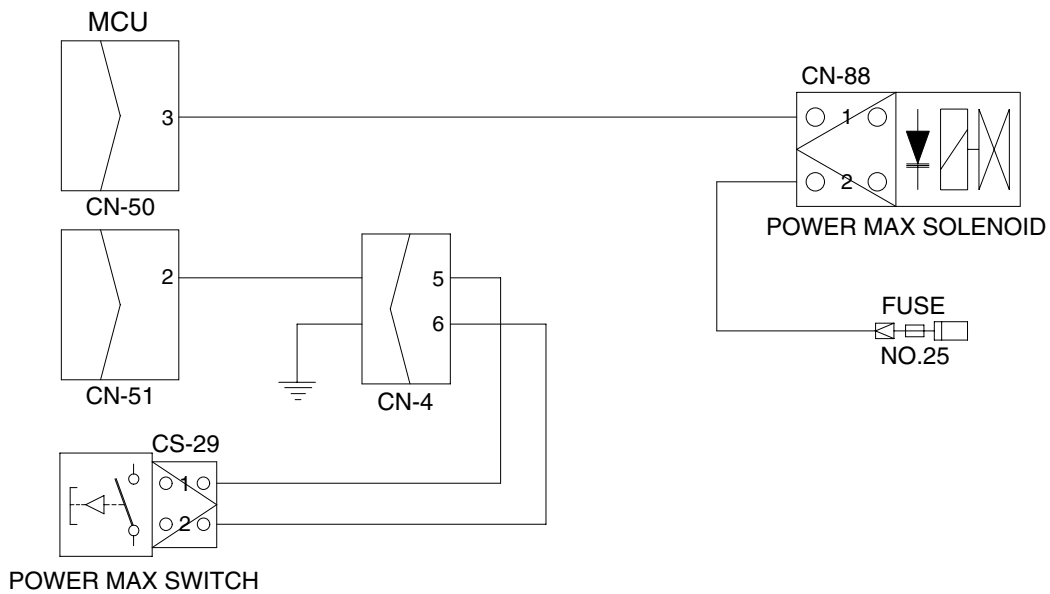 MCU
3
CN-50
CN-88
1
2
POWER MAX SOLENOID
2
CN-51
5
6
CN-4
FUSE
NO.25
CS-29
1
2
POWER MAX SWITCH